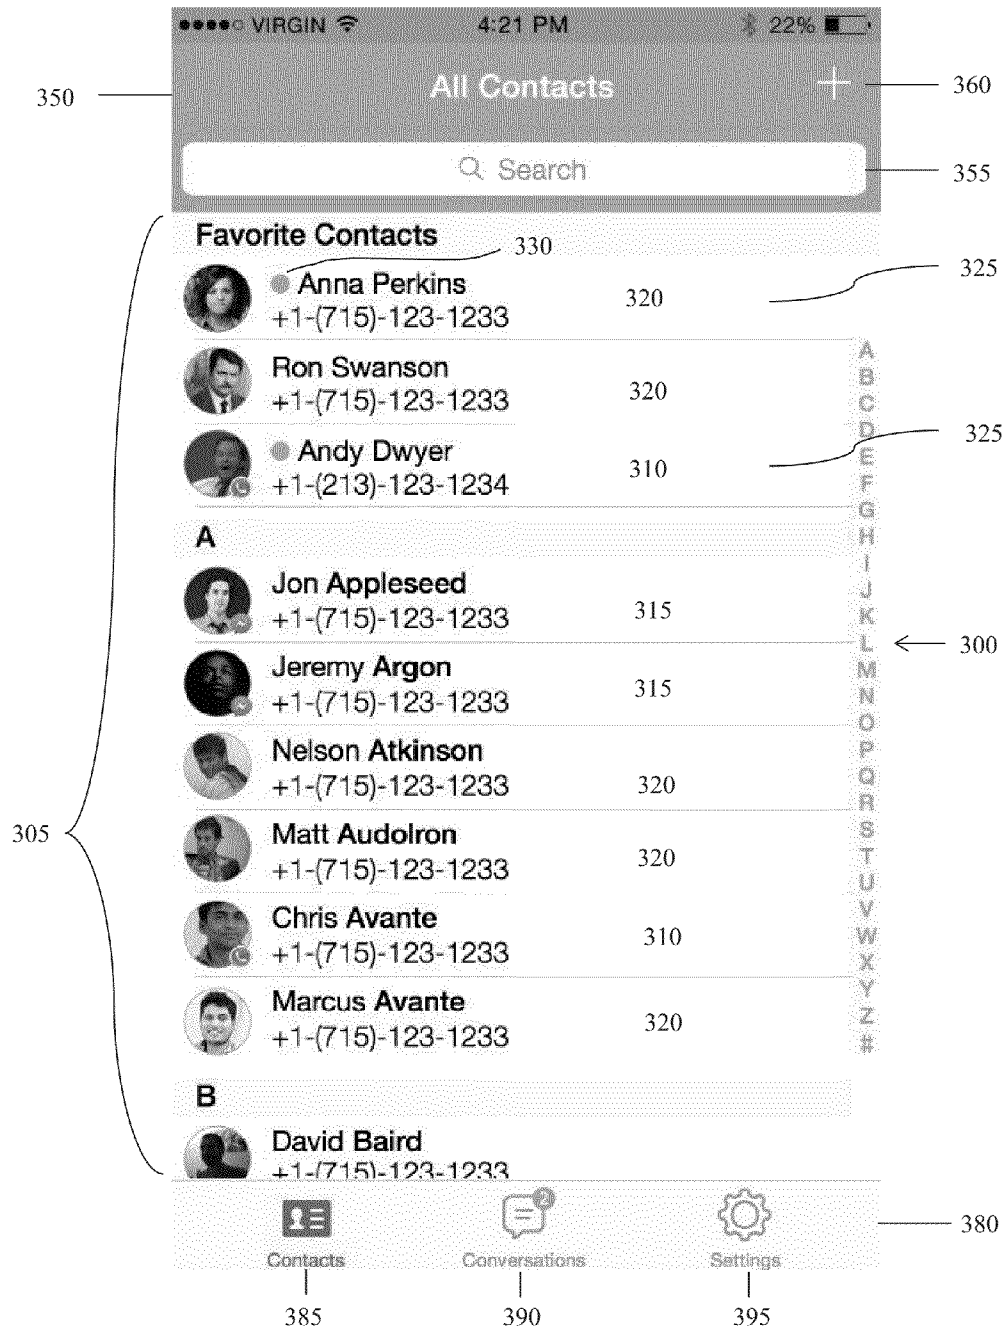 VIRGIN 4:21 PM 22%
350 All Contacts 360
Search 355
Favorite Contacts 330
Anna Perkins 325
+1-(715)-123-1233 320
Ron Swanson
+1-(715)-123-1233 320
Andy Dwyer 325
+1-(213)-123-1234 310
A
Jon Appleseed
+1-(715)-123-1233 315
Jeremy Argon
+1-(715)-123-1233 315
Nelson Atkinson
+1-(715)-123-1233 320
305 Matt Audolron
+1-(715)-123-1233 320
Chris Avante
+1-(715)-123-1233 310
Marcus Avante
+1-(715)-123-1233 320
B
David Baird
+1-(715)-123-1233
A
B
C
D
E
F
G
H
I
J
K
L 300
M
N
O
P
Q
R
S
T
U
V
W
X
Y
Z
#
2
380
Contacts Conversations Settings
385 390 395